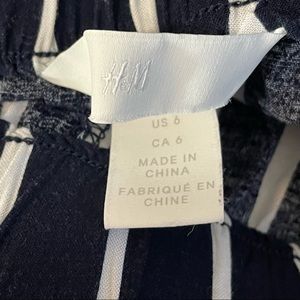 H&M
US 6
CA 6
MADE IN
CHINA
FABRIQUÉ EN
CHINE